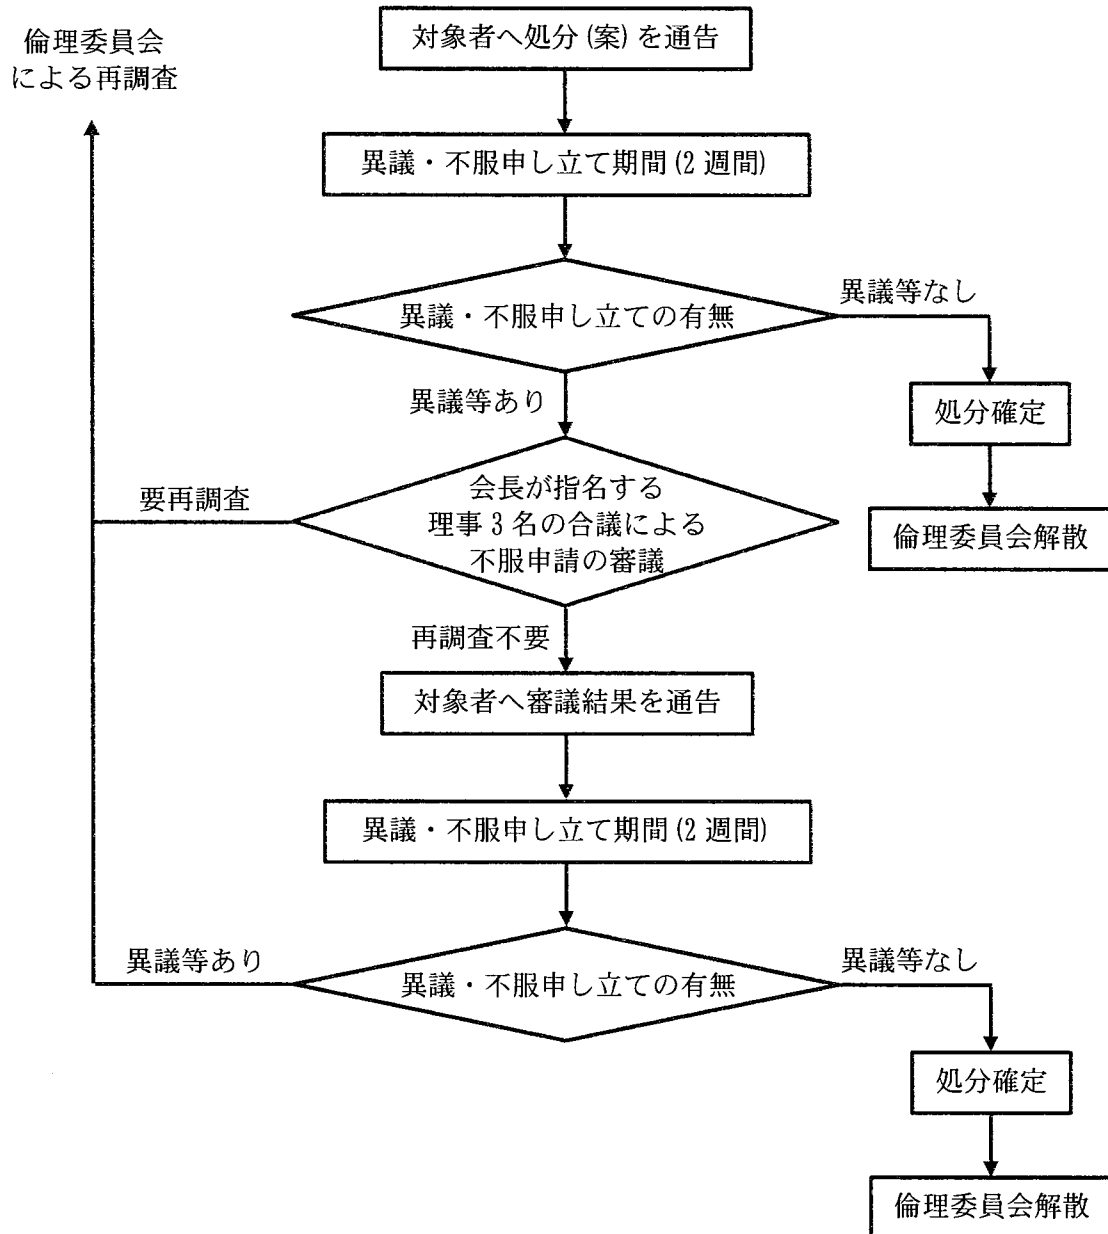 倫理委員会
による再調査
対象者へ処分(案)を通告
異議・不服申し立て期間(2週間)
異議・不服申し立ての有無
異議等なし
処分確定
倫理委員会解散
異議等あり
会長が指名する
理事3名の合議による
不服申請の審議
要再調査
再調査不要
対象者へ審議結果を通告
異議・不服申し立て期間(2週間)
異議・不服申し立ての有無
異議等あり
異議等なし
処分確定
倫理委員会解散